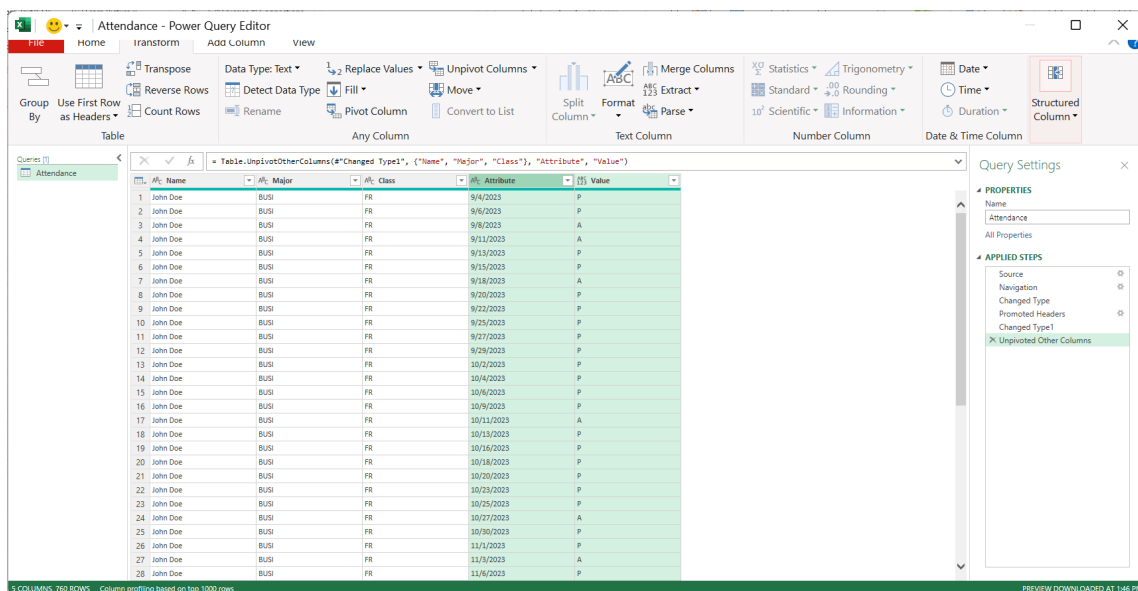 Attendance - Power Query Editor
File Home Transform Add Column View
Group By
Use First Row as Headers
Transpose
Reverse Rows
Count Rows
Table
Data Type: Text
Detect Data Type
Rename
Replace Values
Fill
Pivot Column
Unpivot Columns
Move
Convert to List
Any Column
Split Column
Format
Merge Columns
Extract
Parse
Text Column
Statistics
Standard
Scientific
Trigonometry
Rounding
Information
Number Column
Date
Time
Duration
Date & Time Column
Structured Column
Queries [1]
Attendance
= Table.UnpivotOtherColumns(#"Changed Type1", {"Name", "Major", "Class"}, "Attribute", "Value")
Name Major Class Attribute Value
1 John Doe BUSI FR 9/4/2023 P
2 John Doe BUSI FR 9/6/2023 P
3 John Doe BUSI FR 9/8/2023 A
4 John Doe BUSI FR 9/11/2023 A
5 John Doe BUSI FR 9/13/2023 P
6 John Doe BUSI FR 9/15/2023 P
7 John Doe BUSI FR 9/18/2023 A
8 John Doe BUSI FR 9/20/2023 P
9 John Doe BUSI FR 9/22/2023 P
10 John Doe BUSI FR 9/25/2023 P
11 John Doe BUSI FR 9/27/2023 P
12 John Doe BUSI FR 9/29/2023 P
13 John Doe BUSI FR 10/2/2023 P
14 John Doe BUSI FR 10/4/2023 P
15 John Doe BUSI FR 10/6/2023 P
16 John Doe BUSI FR 10/9/2023 P
17 John Doe BUSI FR 10/11/2023 A
18 John Doe BUSI FR 10/13/2023 P
19 John Doe BUSI FR 10/16/2023 P
20 John Doe BUSI FR 10/18/2023 P
21 John Doe BUSI FR 10/20/2023 P
22 John Doe BUSI FR 10/23/2023 P
23 John Doe BUSI FR 10/25/2023 P
24 John Doe BUSI FR 10/27/2023 A
25 John Doe BUSI FR 10/30/2023 P
26 John Doe BUSI FR 11/1/2023 P
27 John Doe BUSI FR 11/3/2023 A
28 John Doe BUSI FR 11/6/2023 P
Query Settings
PROPERTIES
Name
Attendance
All Properties
APPLIED STEPS
Source
Navigation
Changed Type
Promoted Headers
Changed Type1
Unpivoted Other Columns
5 COLUMNS, 760 ROWS Column profiling based on top 1000 rows
PREVIEW DOWNLOADED AT 1:46 P